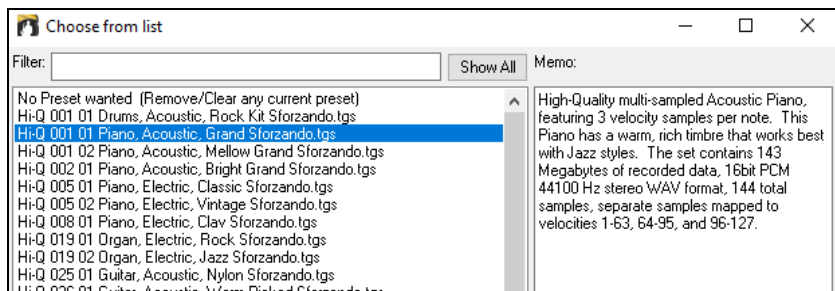 Choose from list
Filter:
Show All
Memo:
No Preset wanted (Remove/Clear any current preset)
Hi-Q 001 01 Drums, Acoustic, Rock Kit Sforzando.tgs
Hi-Q 001 01 Piano, Acoustic, Grand Sforzando.tgs
Hi-Q 001 02 Piano, Acoustic, Mellow Grand Sforzando.tgs
Hi-Q 002 01 Piano, Acoustic, Bright Grand Sforzando.tgs
Hi-Q 005 01 Piano, Electric, Classic Sforzando.tgs
Hi-Q 005 02 Piano, Electric, Vintage Sforzando.tgs
Hi-Q 008 01 Piano, Electric, Clav Sforzando.tgs
Hi-Q 019 01 Organ, Electric, Rock Sforzando.tgs
Hi-Q 019 02 Organ, Electric, Jazz Sforzando.tgs
Hi-Q 025 01 Guitar, Acoustic, Nylon Sforzando.tgs
High-Quality multi-sampled Acoustic Piano,
featuring 3 velocity samples per note. This
Piano has a warm, rich timbre that works best
with Jazz styles. The set contains 143
Megabytes of recorded data, 16bit PCM
44100 Hz stereo WAV format, 144 total
samples, separate samples mapped to
velocities 1-63, 64-95, and 96-127.